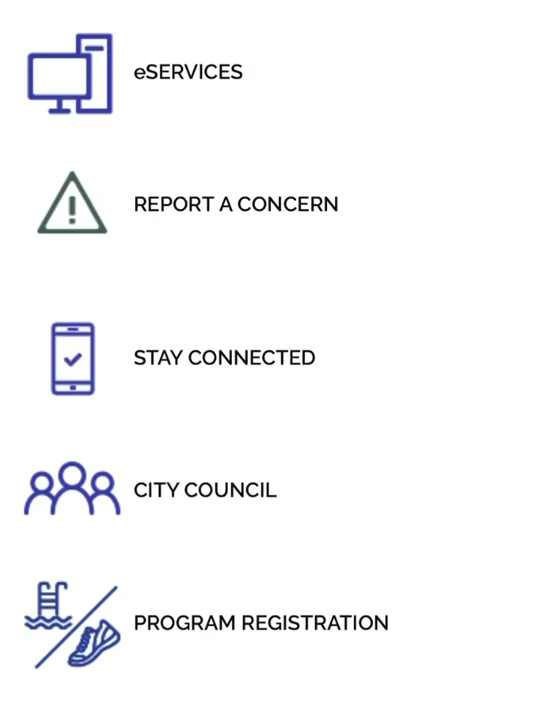 eSERVICES
REPORT A CONCERN
STAY CONNECTED
CITY COUNCIL
PROGRAM REGISTRATION